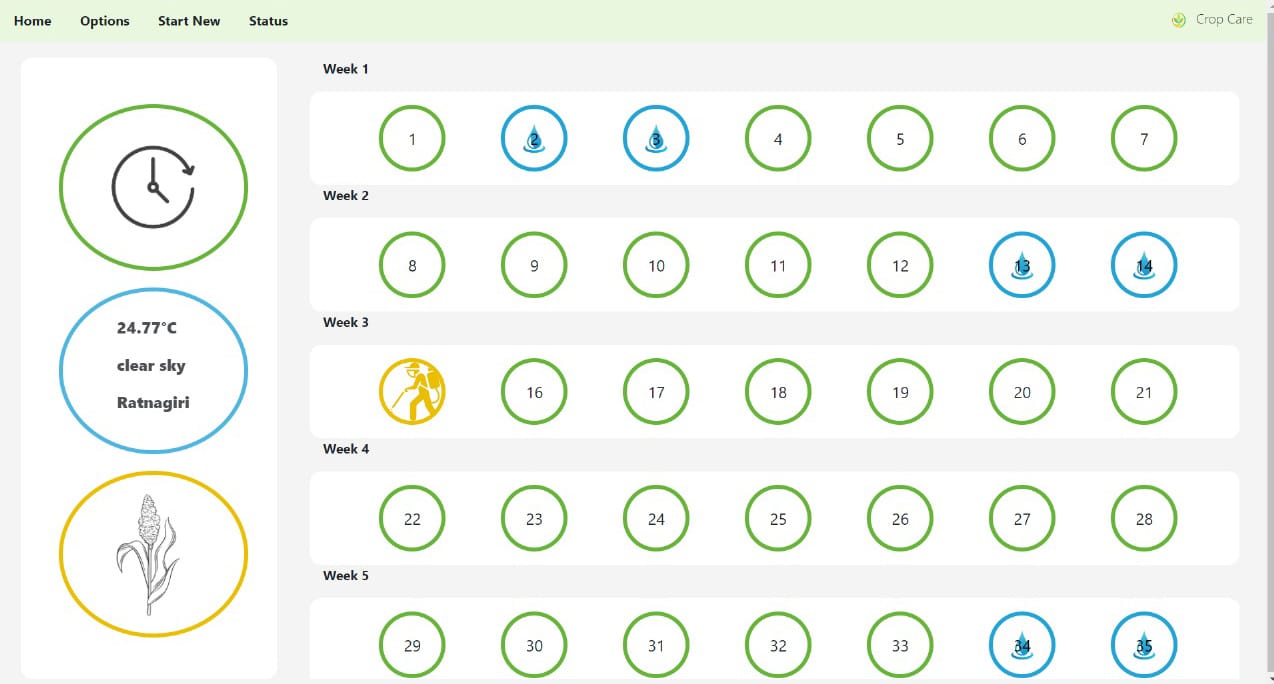 Home Options Start New Status Crop Care
24.77°C
clear sky
Ratnagiri
Week 1
1 2 3 4 5 6 7
Week 2
8 9 10 11 12 13 14
Week 3
16 17 18 19 20 21
Week 4
22 23 24 25 26 27 28
Week 5
29 30 31 32 33 34 35